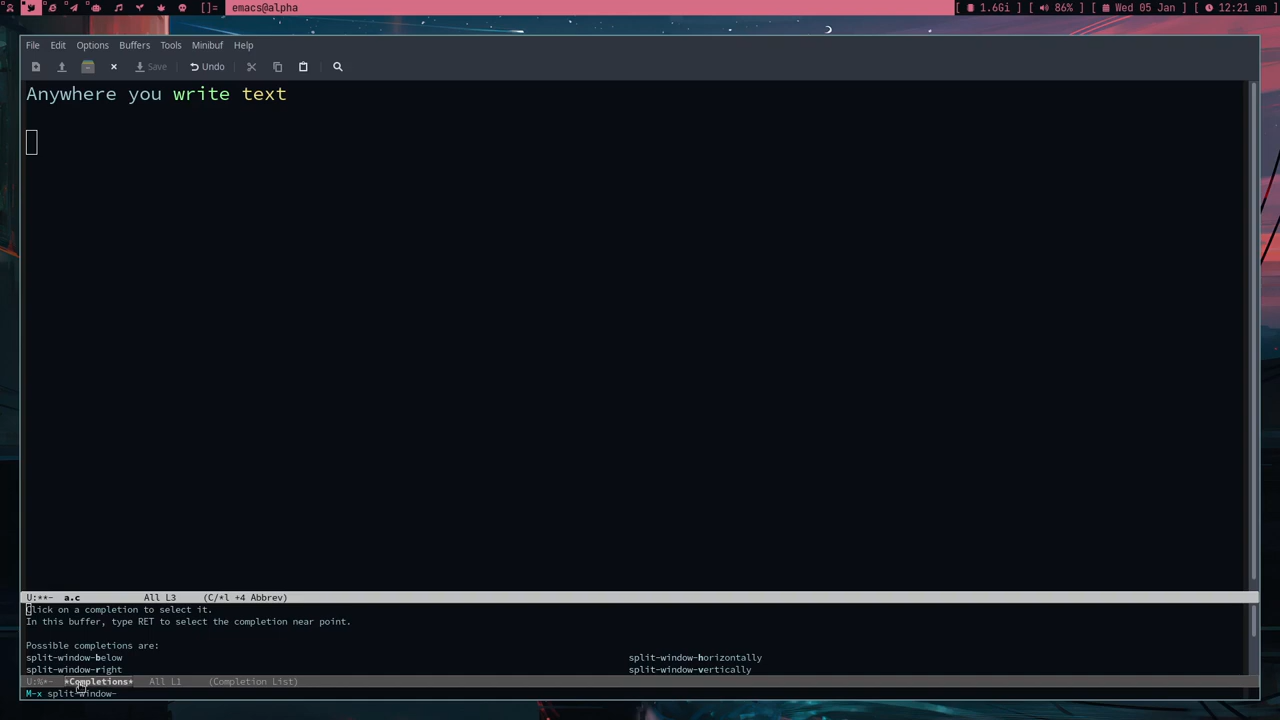 []= emacs@alpha [ 1.6Gi ] [ 86% ] [ Wed 05 Jan ] [ 12:21 am ]
File Edit Options Buffers Tools Minibuf Help
Save Undo
Anywhere you write text
U:**- a.c All L3 (C/*l +4 Abbrev)
Click on a completion to select it.
In this buffer, type RET to select the completion near point.
Possible completions are:
split-window-below split-window-horizontally
split-window-right split-window-vertically
U:%*- *Completions* All L1 (Completion List)
M-x split-window-